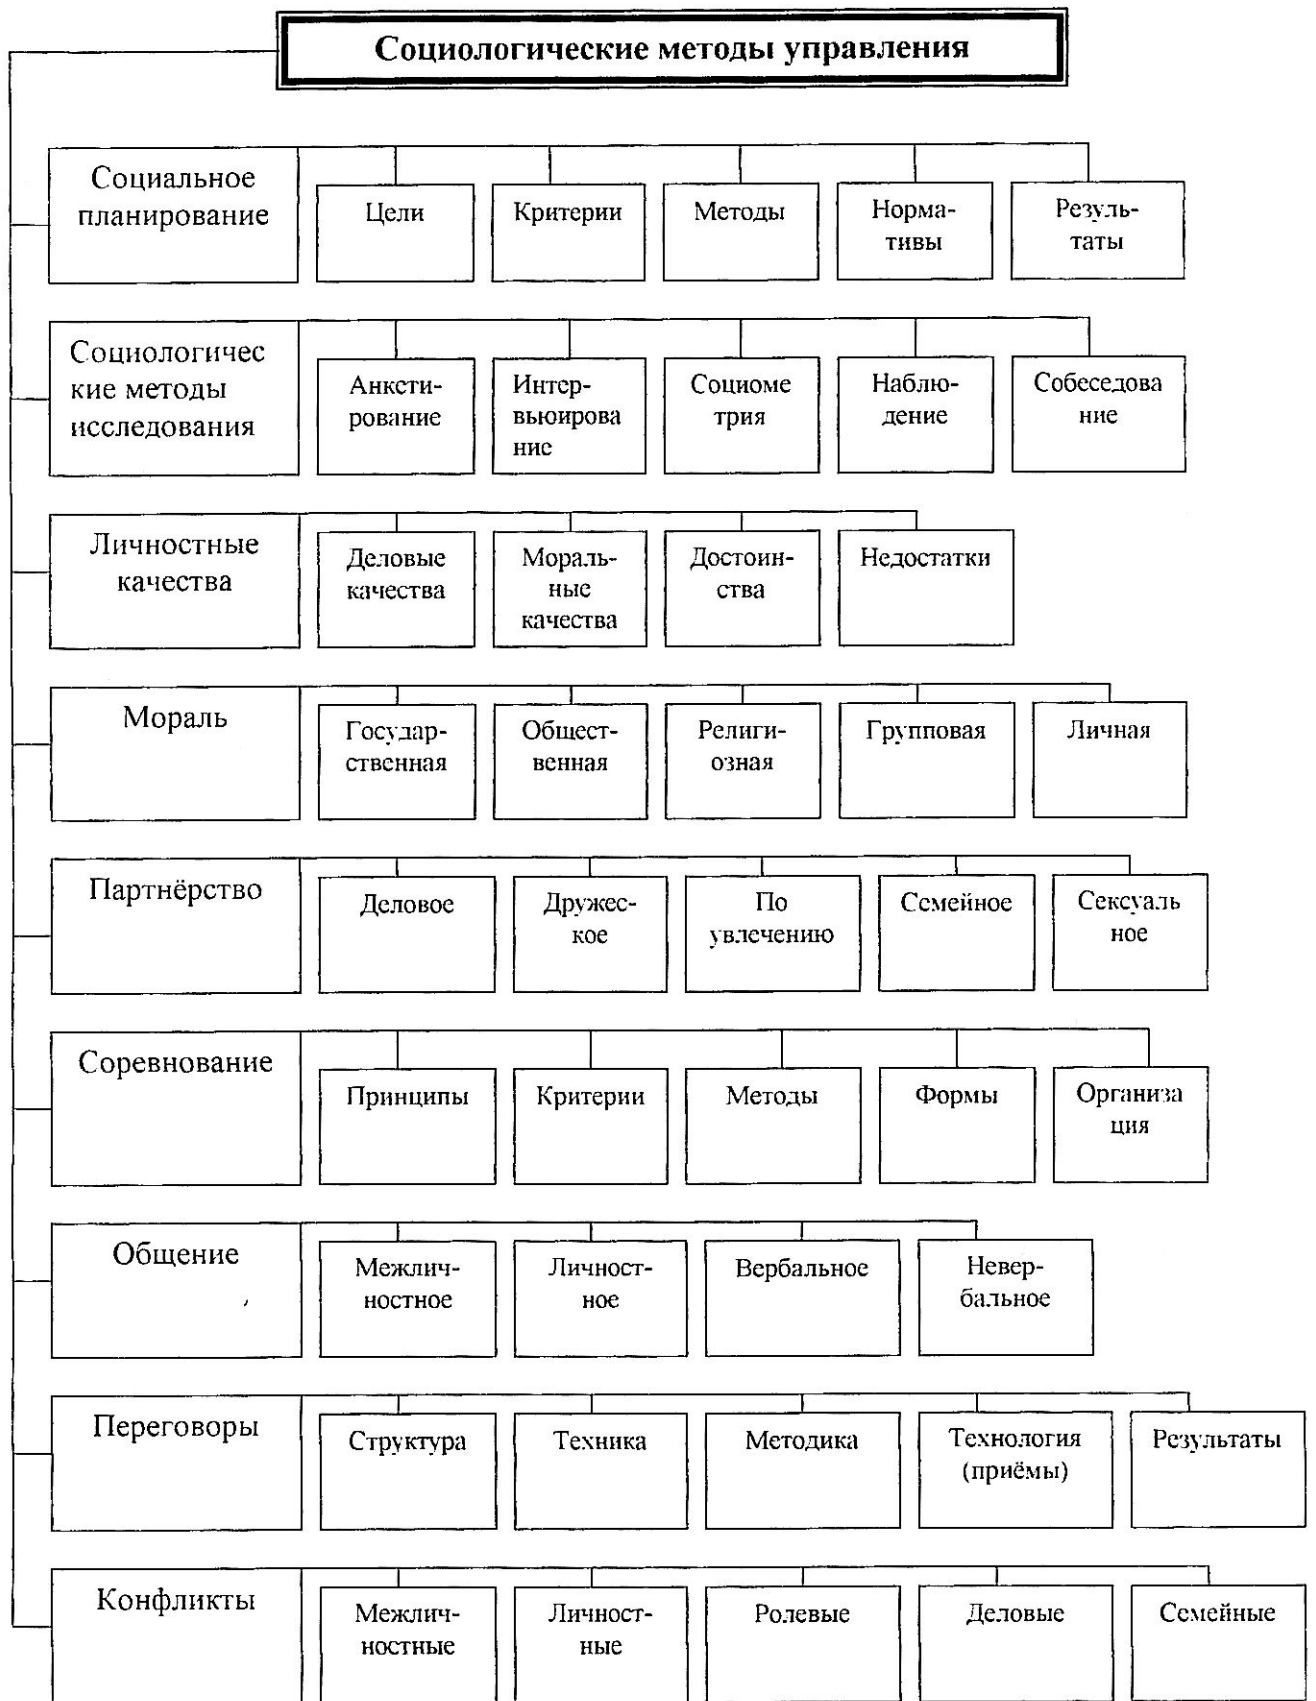 Социологические методы управления
Социальное
планирование
Цели
Критерии
Методы
Норма-
тивы
Резуль-
таты
Социологичес
кие методы
исследования
Анкети-
рование
Интер-
вьюирова
ние
Социоме
трия
Наблю-
дение
Собеседова
ние
Личностные
качества
Деловые
качества
Мораль-
ные
качества
Достоин-
ства
Недостатки
Мораль
Государ-
ственная
Общест-
венная
Религи-
озная
Групповая
Личная
Партнёрство
Деловое
Дружес-
кое
По
увлечению
Семейное
Сексуаль
ное
Соревнование
Принципы
Критерии
Методы
Формы
Организа
ция
Общение
Межлич-
ностное
Личност-
ное
Вербальное
Невер-
бальное
Переговоры
Структура
Техника
Методика
Технология
(приёмы)
Результаты
Конфликты
Межлич-
ностные
Личност-
ные
Ролевые
Деловые
Семейные